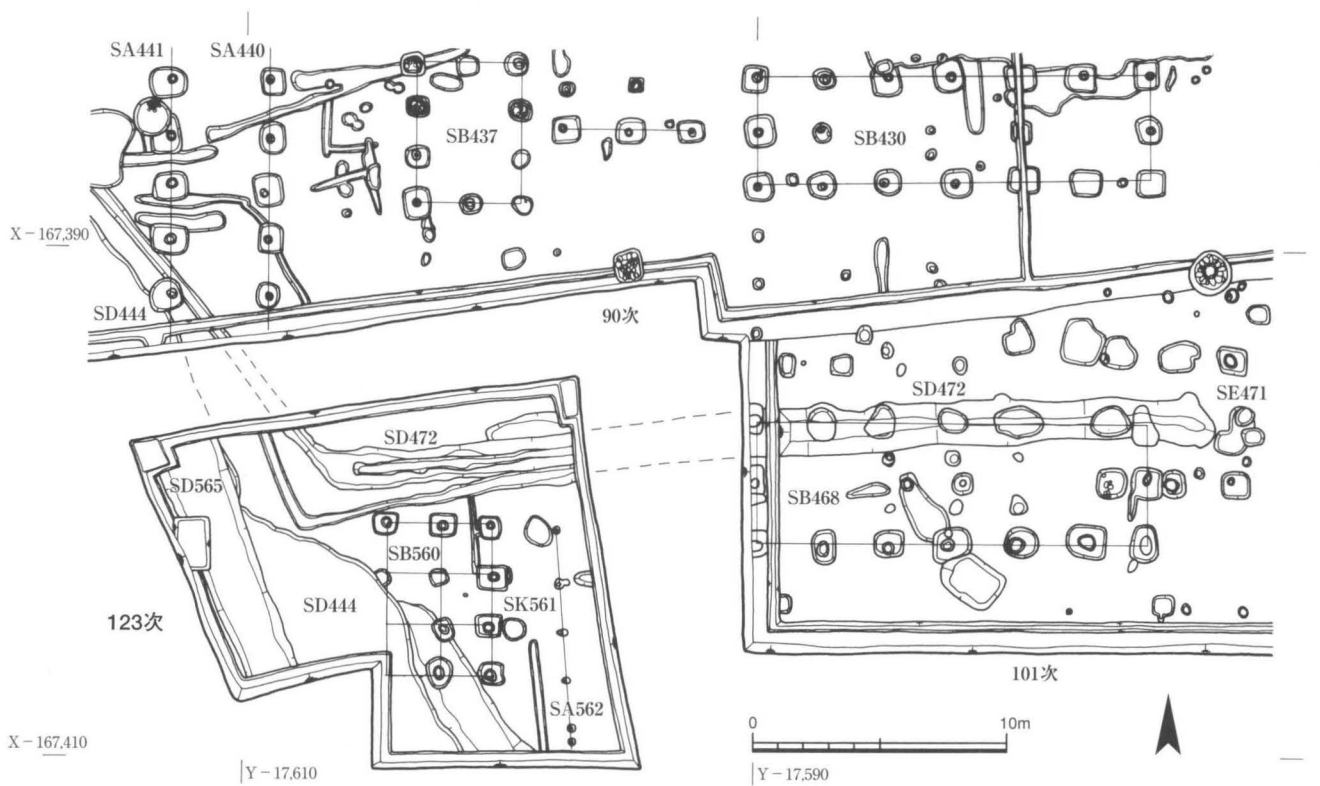 SA441
SA440
SB437
SB430
X－167,390
SD444
90次
SD472
SE471
SD472
SD565
SB468
SB560
SD444
SK561
123次
101次
SA562
0
10m
X－167,410
Y－17,610
Y－17,590